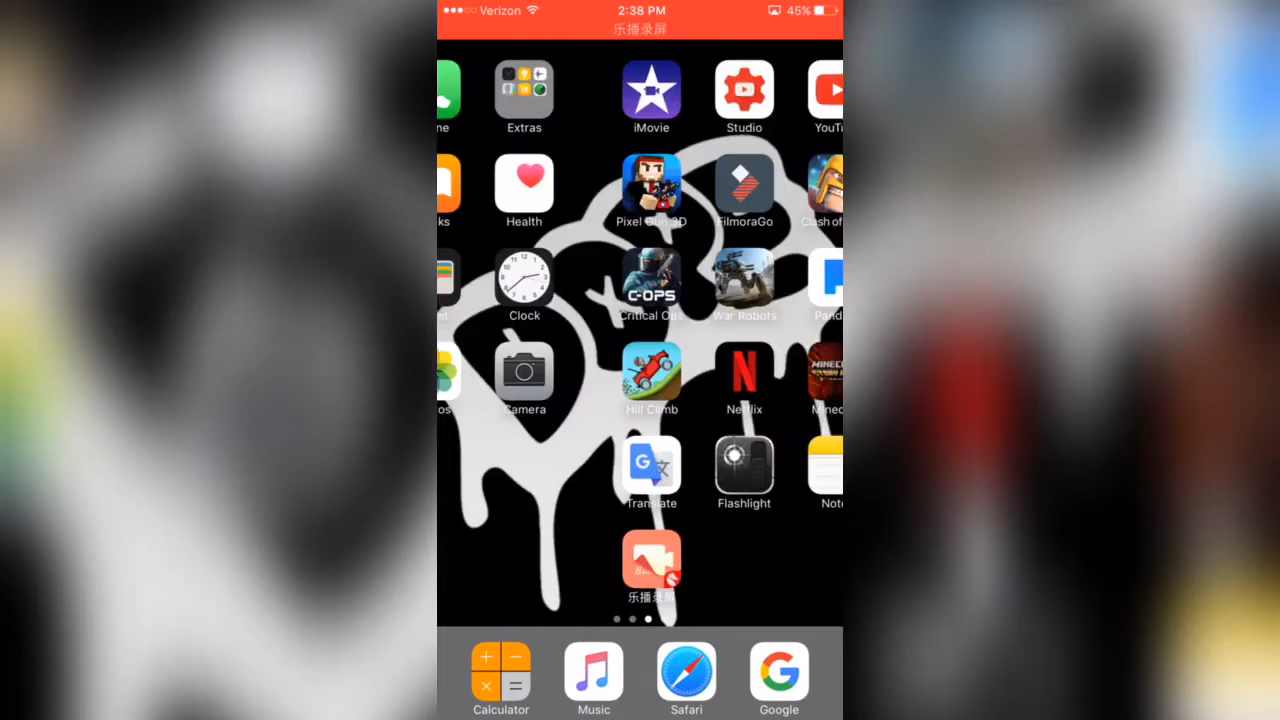 Verizon 2:38 PM 45%
乐播录屏
ne Extras iMovie Studio YouTu
ks Health Pixel Gun 3D FilmoraGo Clash of
C-OPS
et Clock Critical Ops War Robots Pand
MINEC
os Camera Hill Climb Netflix Minec
Translate Flashlight Note
乐播录屏
Calculator Music Safari Google